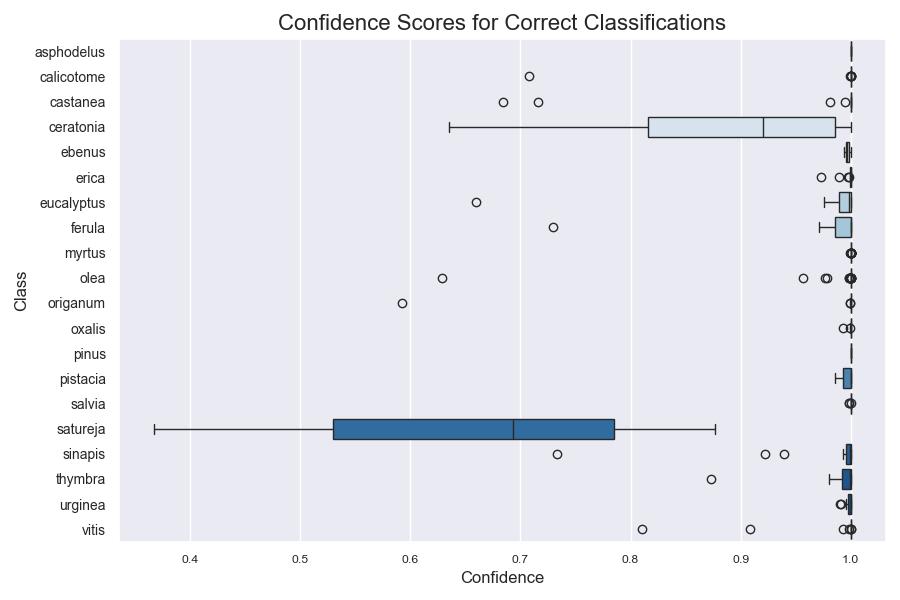 Confidence Scores for Correct Classifications
asphodelus
calicotome
castanea
ceratonia
ebenus
erica
eucalyptus
ferula
myrtus
olea
origanum
oxalis
pinus
pistacia
salvia
satureja
sinapis
thymbra
urginea
vitis
Class
0.4 0.5 0.6 0.7 0.8 0.9 1.0
Confidence